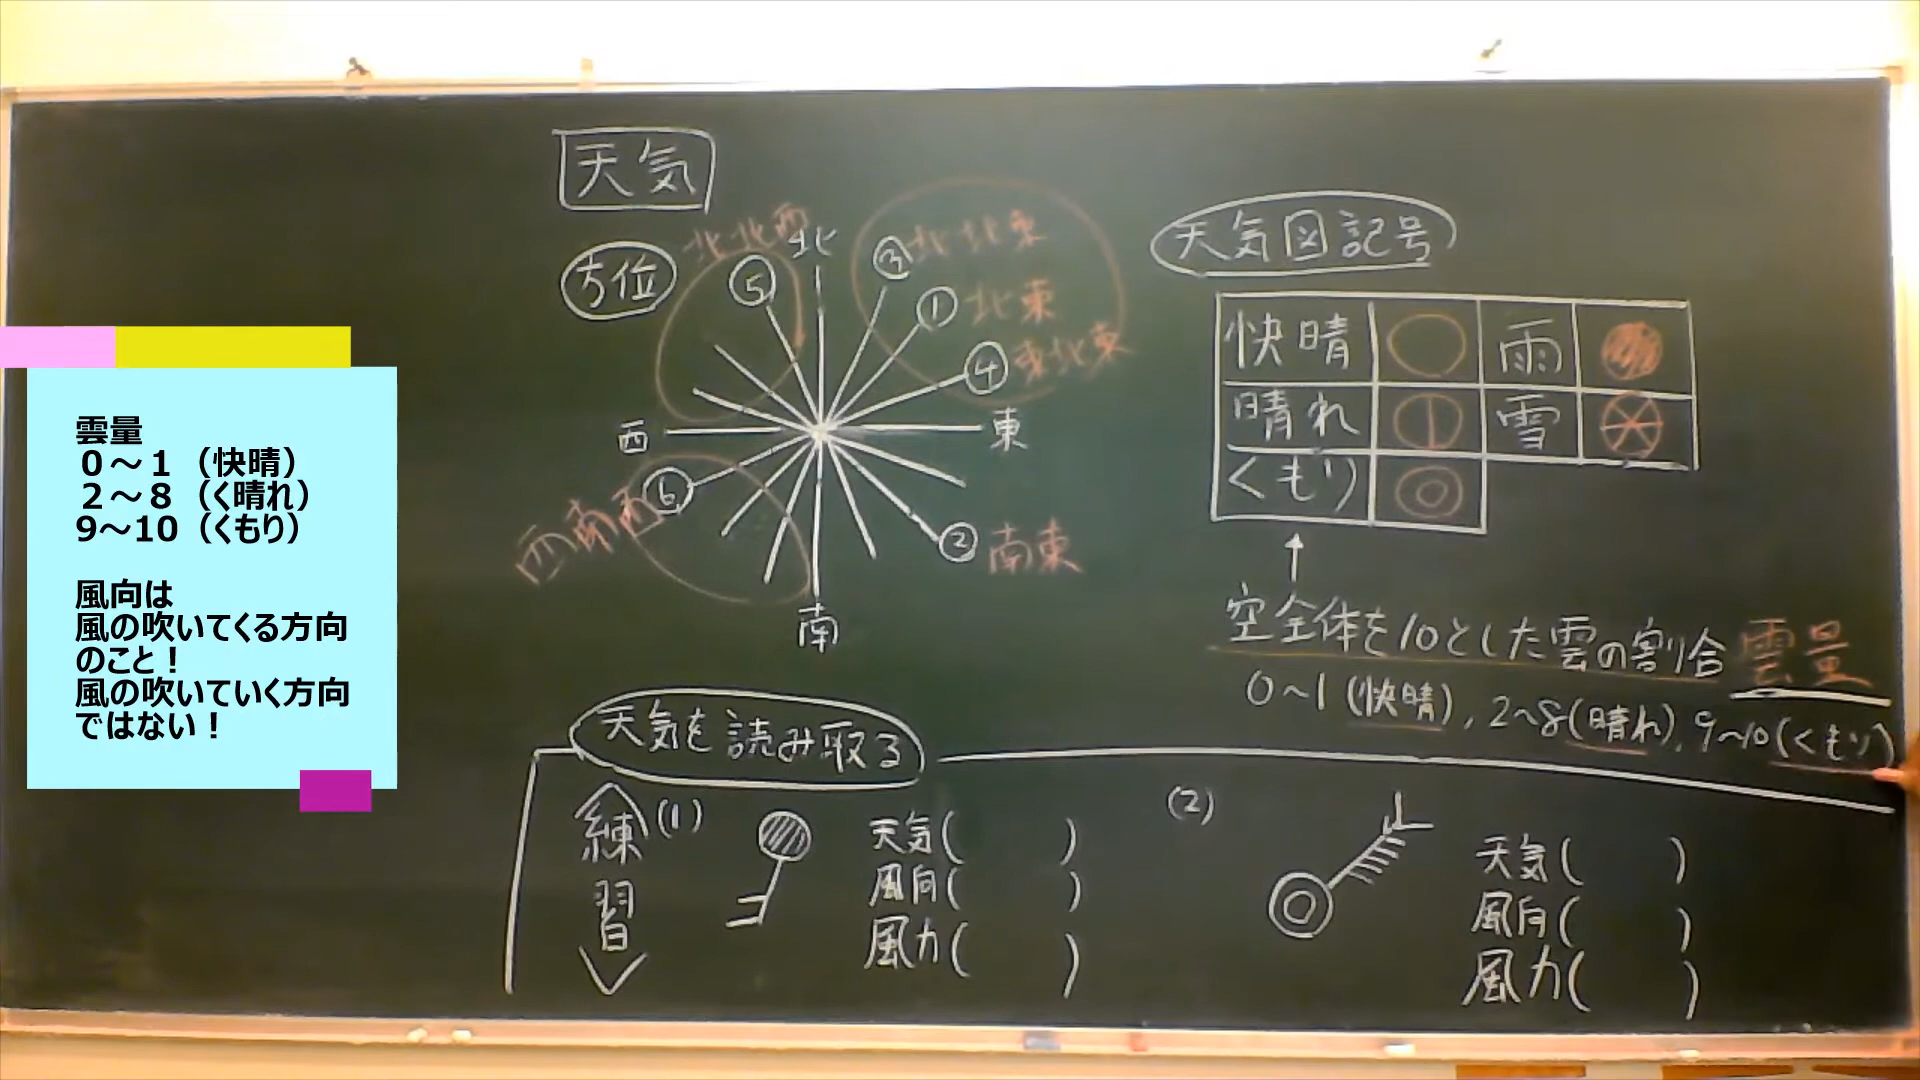 雲量
０～１（快晴）
２～８（く晴れ）
9～10（くもり）
風向は
風の吹いてくる方向
のこと！
風の吹いていく方向
ではない！
天気
方位
北
北北西
⑤
③北北東
①北東
④東北東
西
東
⑥
西南西
②南東
南
天気図記号
快晴 雨
晴れ 雪
くもり
空全体を10とした雲の割合 雲量
0～1(快晴), 2～8(晴れ), 9～10(くもり)
天気を読み取る
練習
(1)
天気( )
風向( )
風力( )
(2)
天気( )
風向( )
風力( )